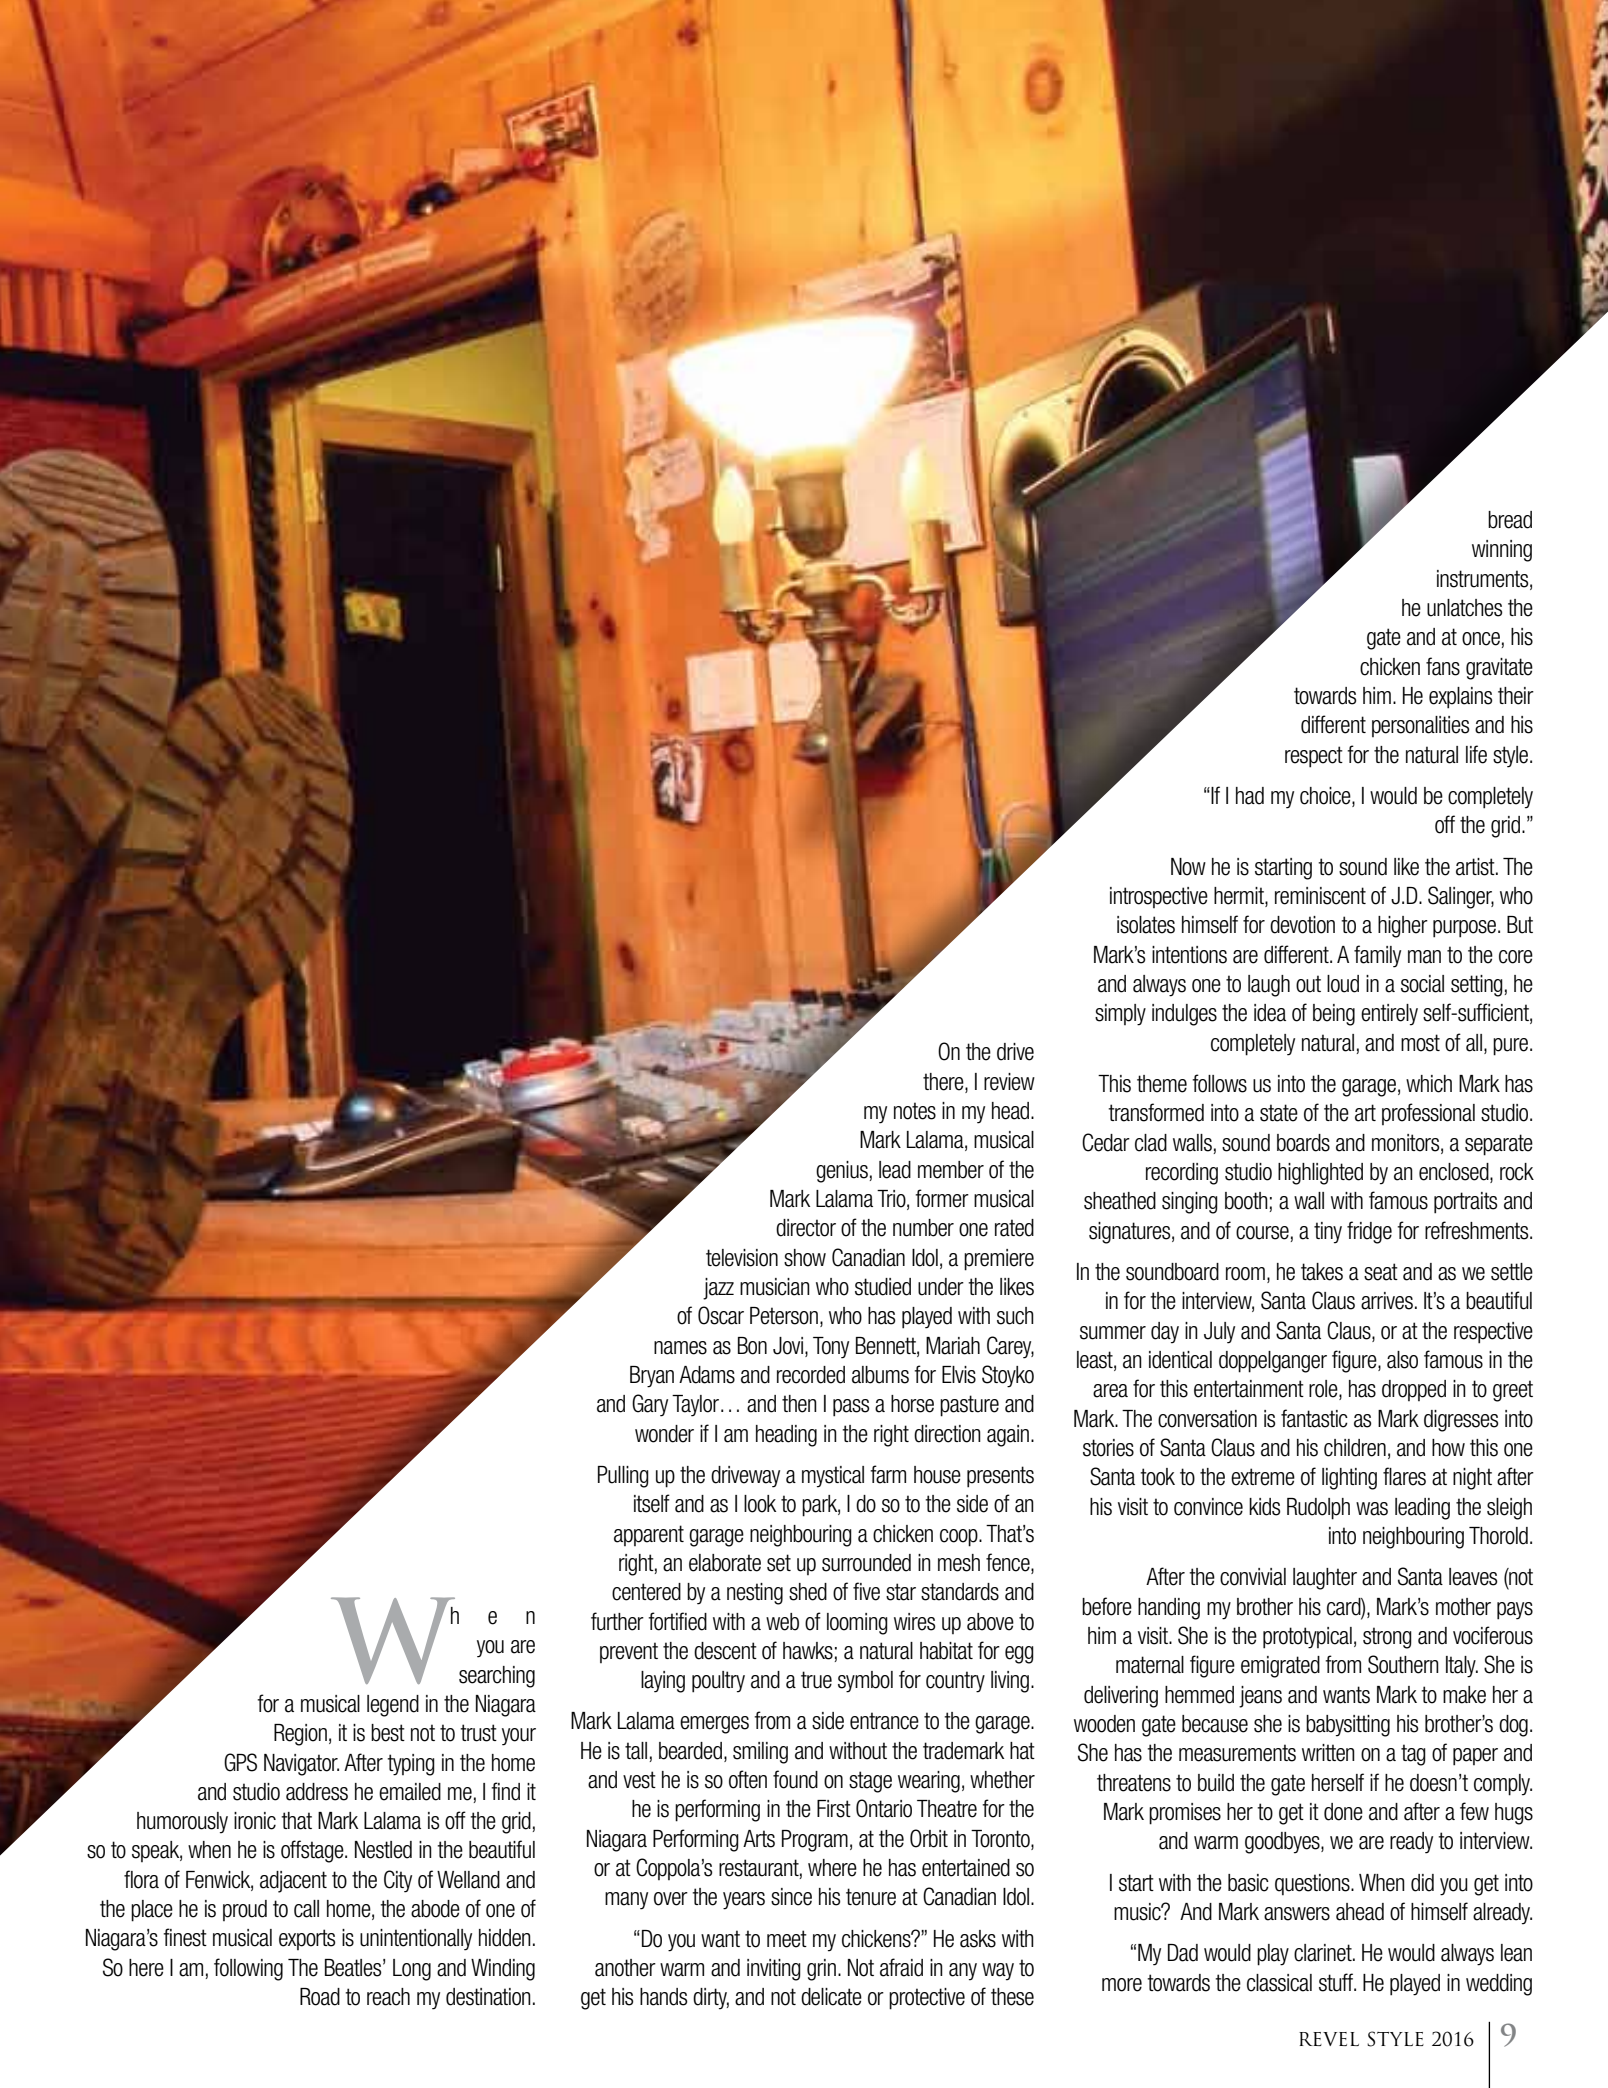 When
you are
searching
for a musical legend in the Niagara
Region, it is best not to trust your
GPS Navigator. After typing in the home
and studio address he emailed me, I find it
humorously ironic that Mark Lalama is off the grid,
so to speak, when he is offstage. Nestled in the beautiful
flora of Fenwick, adjacent to the City of Welland and
the place he is proud to call home, the abode of one of
Niagara's finest musical exports is unintentionally hidden.
So here I am, following The Beatles' Long and Winding
Road to reach my destination.
On the drive
there, I review
my notes in my head.
Mark Lalama, musical
genius, lead member of the
Mark Lalama Trio, former musical
director of the number one rated
television show Canadian Idol, a premiere
jazz musician who studied under the likes
of Oscar Peterson, who has played with such
names as Bon Jovi, Tony Bennett, Mariah Carey,
Bryan Adams and recorded albums for Elvis Stoyko
and Gary Taylor… and then I pass a horse pasture and
wonder if I am heading in the right direction again.
Pulling up the driveway a mystical farm house presents
itself and as I look to park, I do so to the side of an
apparent garage neighbouring a chicken coop. That's
right, an elaborate set up surrounded in mesh fence,
centered by a nesting shed of five star standards and
further fortified with a web of looming wires up above to
prevent the descent of hawks; a natural habitat for egg
laying poultry and a true symbol for country living.
Mark Lalama emerges from a side entrance to the garage.
He is tall, bearded, smiling and without the trademark hat
and vest he is so often found on stage wearing, whether
he is performing in the First Ontario Theatre for the
Niagara Performing Arts Program, at the Orbit in Toronto,
or at Coppola's restaurant, where he has entertained so
many over the years since his tenure at Canadian Idol.
“Do you want to meet my chickens?” He asks with
another warm and inviting grin. Not afraid in any way to
get his hands dirty, and not delicate or protective of these
bread
winning
instruments,
he unlatches the
gate and at once, his
chicken fans gravitate
towards him. He explains their
different personalities and his
respect for the natural life style.
“If I had my choice, I would be completely
off the grid.”
Now he is starting to sound like the artist. The
introspective hermit, reminiscent of J.D. Salinger, who
isolates himself for devotion to a higher purpose. But
Mark's intentions are different. A family man to the core
and always one to laugh out loud in a social setting, he
simply indulges the idea of being entirely self-sufficient,
completely natural, and most of all, pure.
This theme follows us into the garage, which Mark has
transformed into a state of the art professional studio.
Cedar clad walls, sound boards and monitors, a separate
recording studio highlighted by an enclosed, rock
sheathed singing booth; a wall with famous portraits and
signatures, and of course, a tiny fridge for refreshments.
In the soundboard room, he takes a seat and as we settle
in for the interview, Santa Claus arrives. It's a beautiful
summer day in July and Santa Claus, or at the respective
least, an identical doppelganger figure, also famous in the
area for this entertainment role, has dropped in to greet
Mark. The conversation is fantastic as Mark digresses into
stories of Santa Claus and his children, and how this one
Santa took to the extreme of lighting flares at night after
his visit to convince kids Rudolph was leading the sleigh
into neighbouring Thorold.
After the convivial laughter and Santa leaves (not
before handing my brother his card), Mark's mother pays
him a visit. She is the prototypical, strong and vociferous
maternal figure emigrated from Southern Italy. She is
delivering hemmed jeans and wants Mark to make her a
wooden gate because she is babysitting his brother's dog.
She has the measurements written on a tag of paper and
threatens to build the gate herself if he doesn't comply.
Mark promises her to get it done and after a few hugs
and warm goodbyes, we are ready to interview.
I start with the basic questions. When did you get into
music? And Mark answers ahead of himself already.
“My Dad would play clarinet. He would always lean
more towards the classical stuff. He played in wedding
REVEL STYLE 2016 | 9